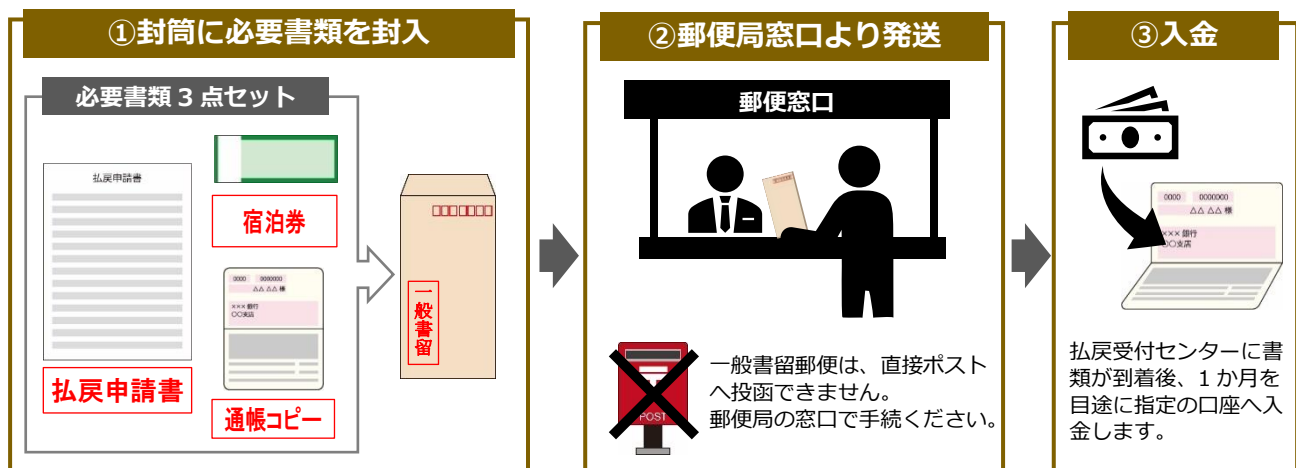 ①封筒に必要書類を封入
必要書類３点セット
払戻申請書
払戻申請書
宿泊券
0000 0000000
△△ △△ 様
××× 銀行
〇〇支店
通帳コピー
一般書留
②郵便局窓口より発送
郵便窓口
POST
一般書留郵便は、直接ポスト
へ投函できません。
郵便局の窓口で手続ください。
③入金
0000 0000000
△△ △△ 様
××× 銀行
〇〇支店
払戻受付センターに書
類が到着後、１か月を
目途に指定の口座へ入
金します。